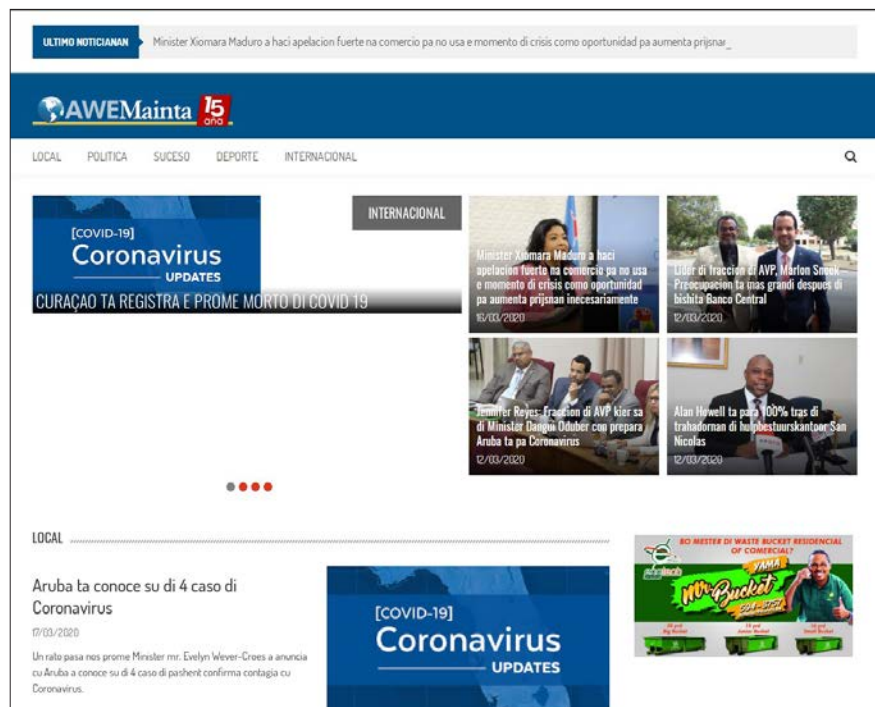 ULTIMO NOTICIANAN
Minister Xiomara Maduro a haci apelacion fuerte na comercio pa no usa e momento di crisis como oportunidad pa aumenta prijsnar_
AWEMainta 15
aña
LOCAL POLITICA SUCESO DEPORTE INTERNACIONAL
INTERNACIONAL
[COVID-19]
Coronavirus
UPDATES
CURAÇAO TA REGISTRA E PROME MORTO DI COVID 19
Minister Xiomara Maduro a haci
apelacion fuerte na comercio pa no usa
e momento di crisis como oportunidad
pa aumenta prijsnan inecesariamente
16/03/2020
Lider di fraccion di AVP, Marlon Sneek
Preocupacion ta mas grandi despues di
bishita Banco Central
12/03/2020
Jennifer Reyes: Fraccion di AVP kier sa
di Minister Dangui Oduber con prepara
Aruba ta pa Coronavirus
12/03/2020
Alan Howell ta para 100% tras di
trahadornan di hulpbestuurskantoor San
Nicolas
12/03/2020
LOCAL
Aruba ta conoce su di 4 caso di
Coronavirus
17/03/2020
Un rato pasa nos prome Minister mr. Evelyn Wever-Croes a anuncia
cu Aruba a conoce su di 4 caso di pashent confirma contagia cu
Coronavirus.
[COVID-19]
Coronavirus
UPDATES
BO MESTER DI WASTE BUCKET RESIDENCIAL
OF COMERCIAL?
YAMA
Mr Bucket